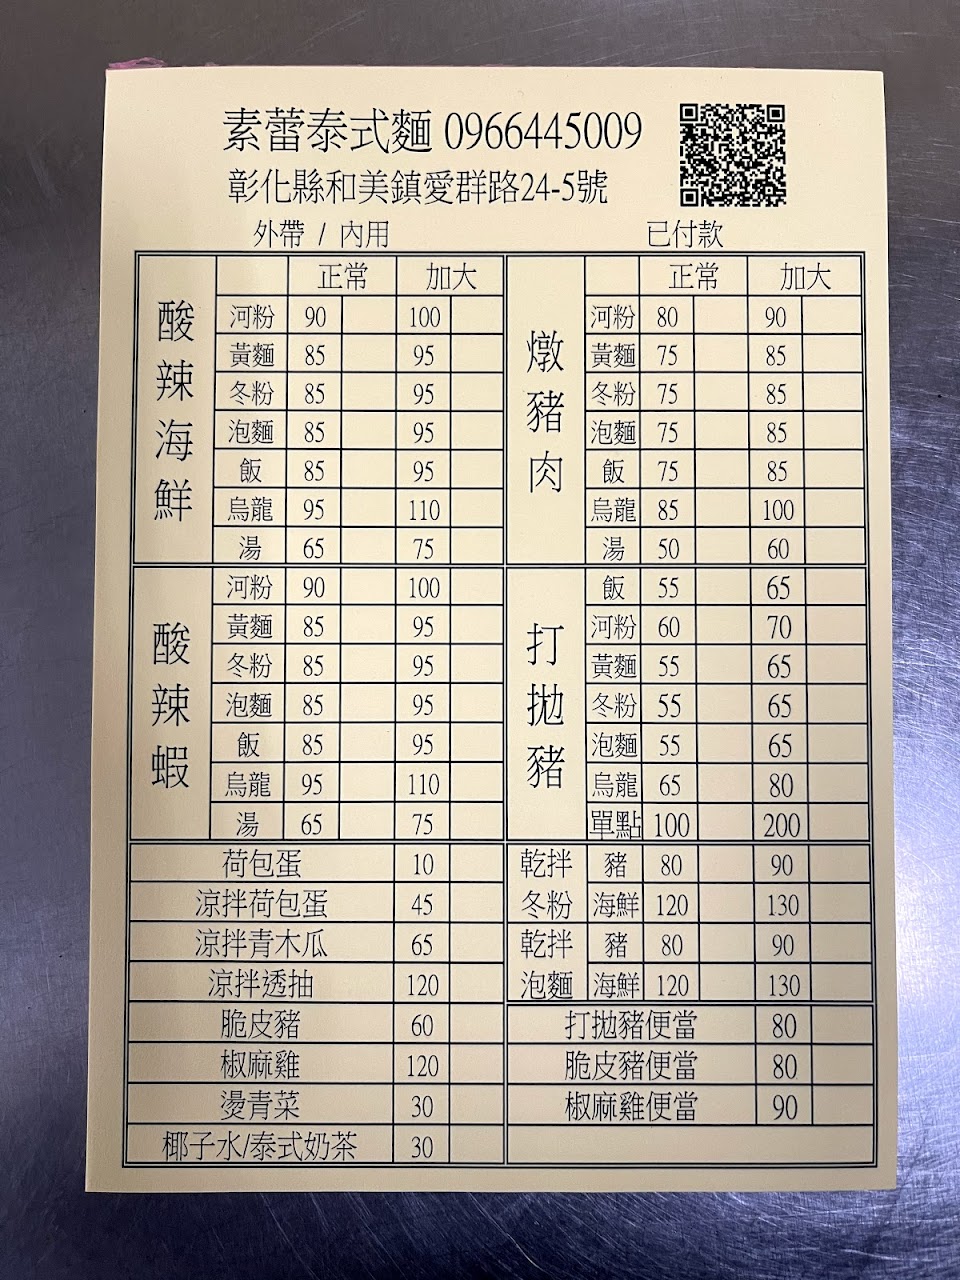 素蕾泰式麵 0966445009
彰化縣和美鎮愛群路24-5號
外帶 / 內用 已付款
酸辣海鮮
正常 加大
河粉 90 100
黃麵 85 95
冬粉 85 95
泡麵 85 95
飯 85 95
烏龍 95 110
湯 65 75
燉豬肉
正常 加大
河粉 80 90
黃麵 75 85
冬粉 75 85
泡麵 75 85
飯 75 85
烏龍 85 100
湯 50 60
酸辣蝦
河粉 90 100
黃麵 85 95
冬粉 85 95
泡麵 85 95
飯 85 95
烏龍 95 110
湯 65 75
打拋豬
飯 55 65
河粉 60 70
黃麵 55 65
冬粉 55 65
泡麵 55 65
烏龍 65 80
單點 100 200
荷包蛋 10
涼拌荷包蛋 45
涼拌青木瓜 65
涼拌透抽 120
脆皮豬 60
椒麻雞 120
燙青菜 30
椰子水/泰式奶茶 30
乾拌冬粉
豬 80 90
海鮮 120 130
乾拌泡麵
豬 80 90
海鮮 120 130
打拋豬便當 80
脆皮豬便當 80
椒麻雞便當 90